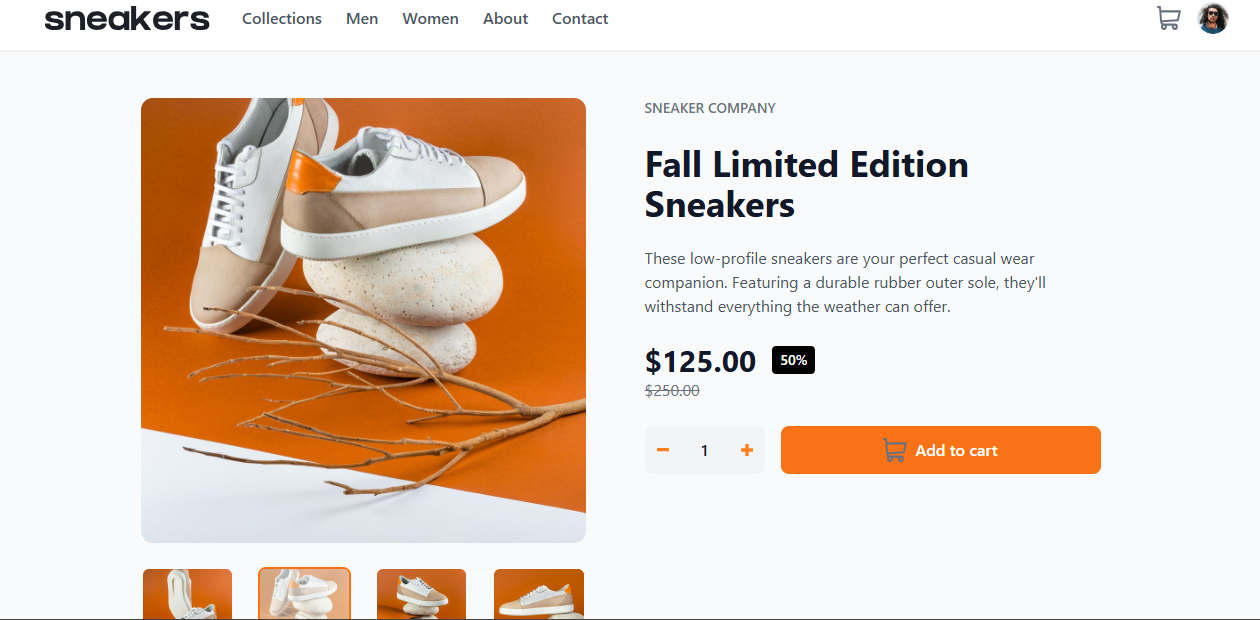 sneakers
Collections
Men
Women
About
Contact
SNEAKER COMPANY
Fall Limited Edition
Sneakers
These low-profile sneakers are your perfect casual wear
companion. Featuring a durable rubber outer sole, they'll
withstand everything the weather can offer.
$125.00 50%
$250.00
− 1 +
Add to cart